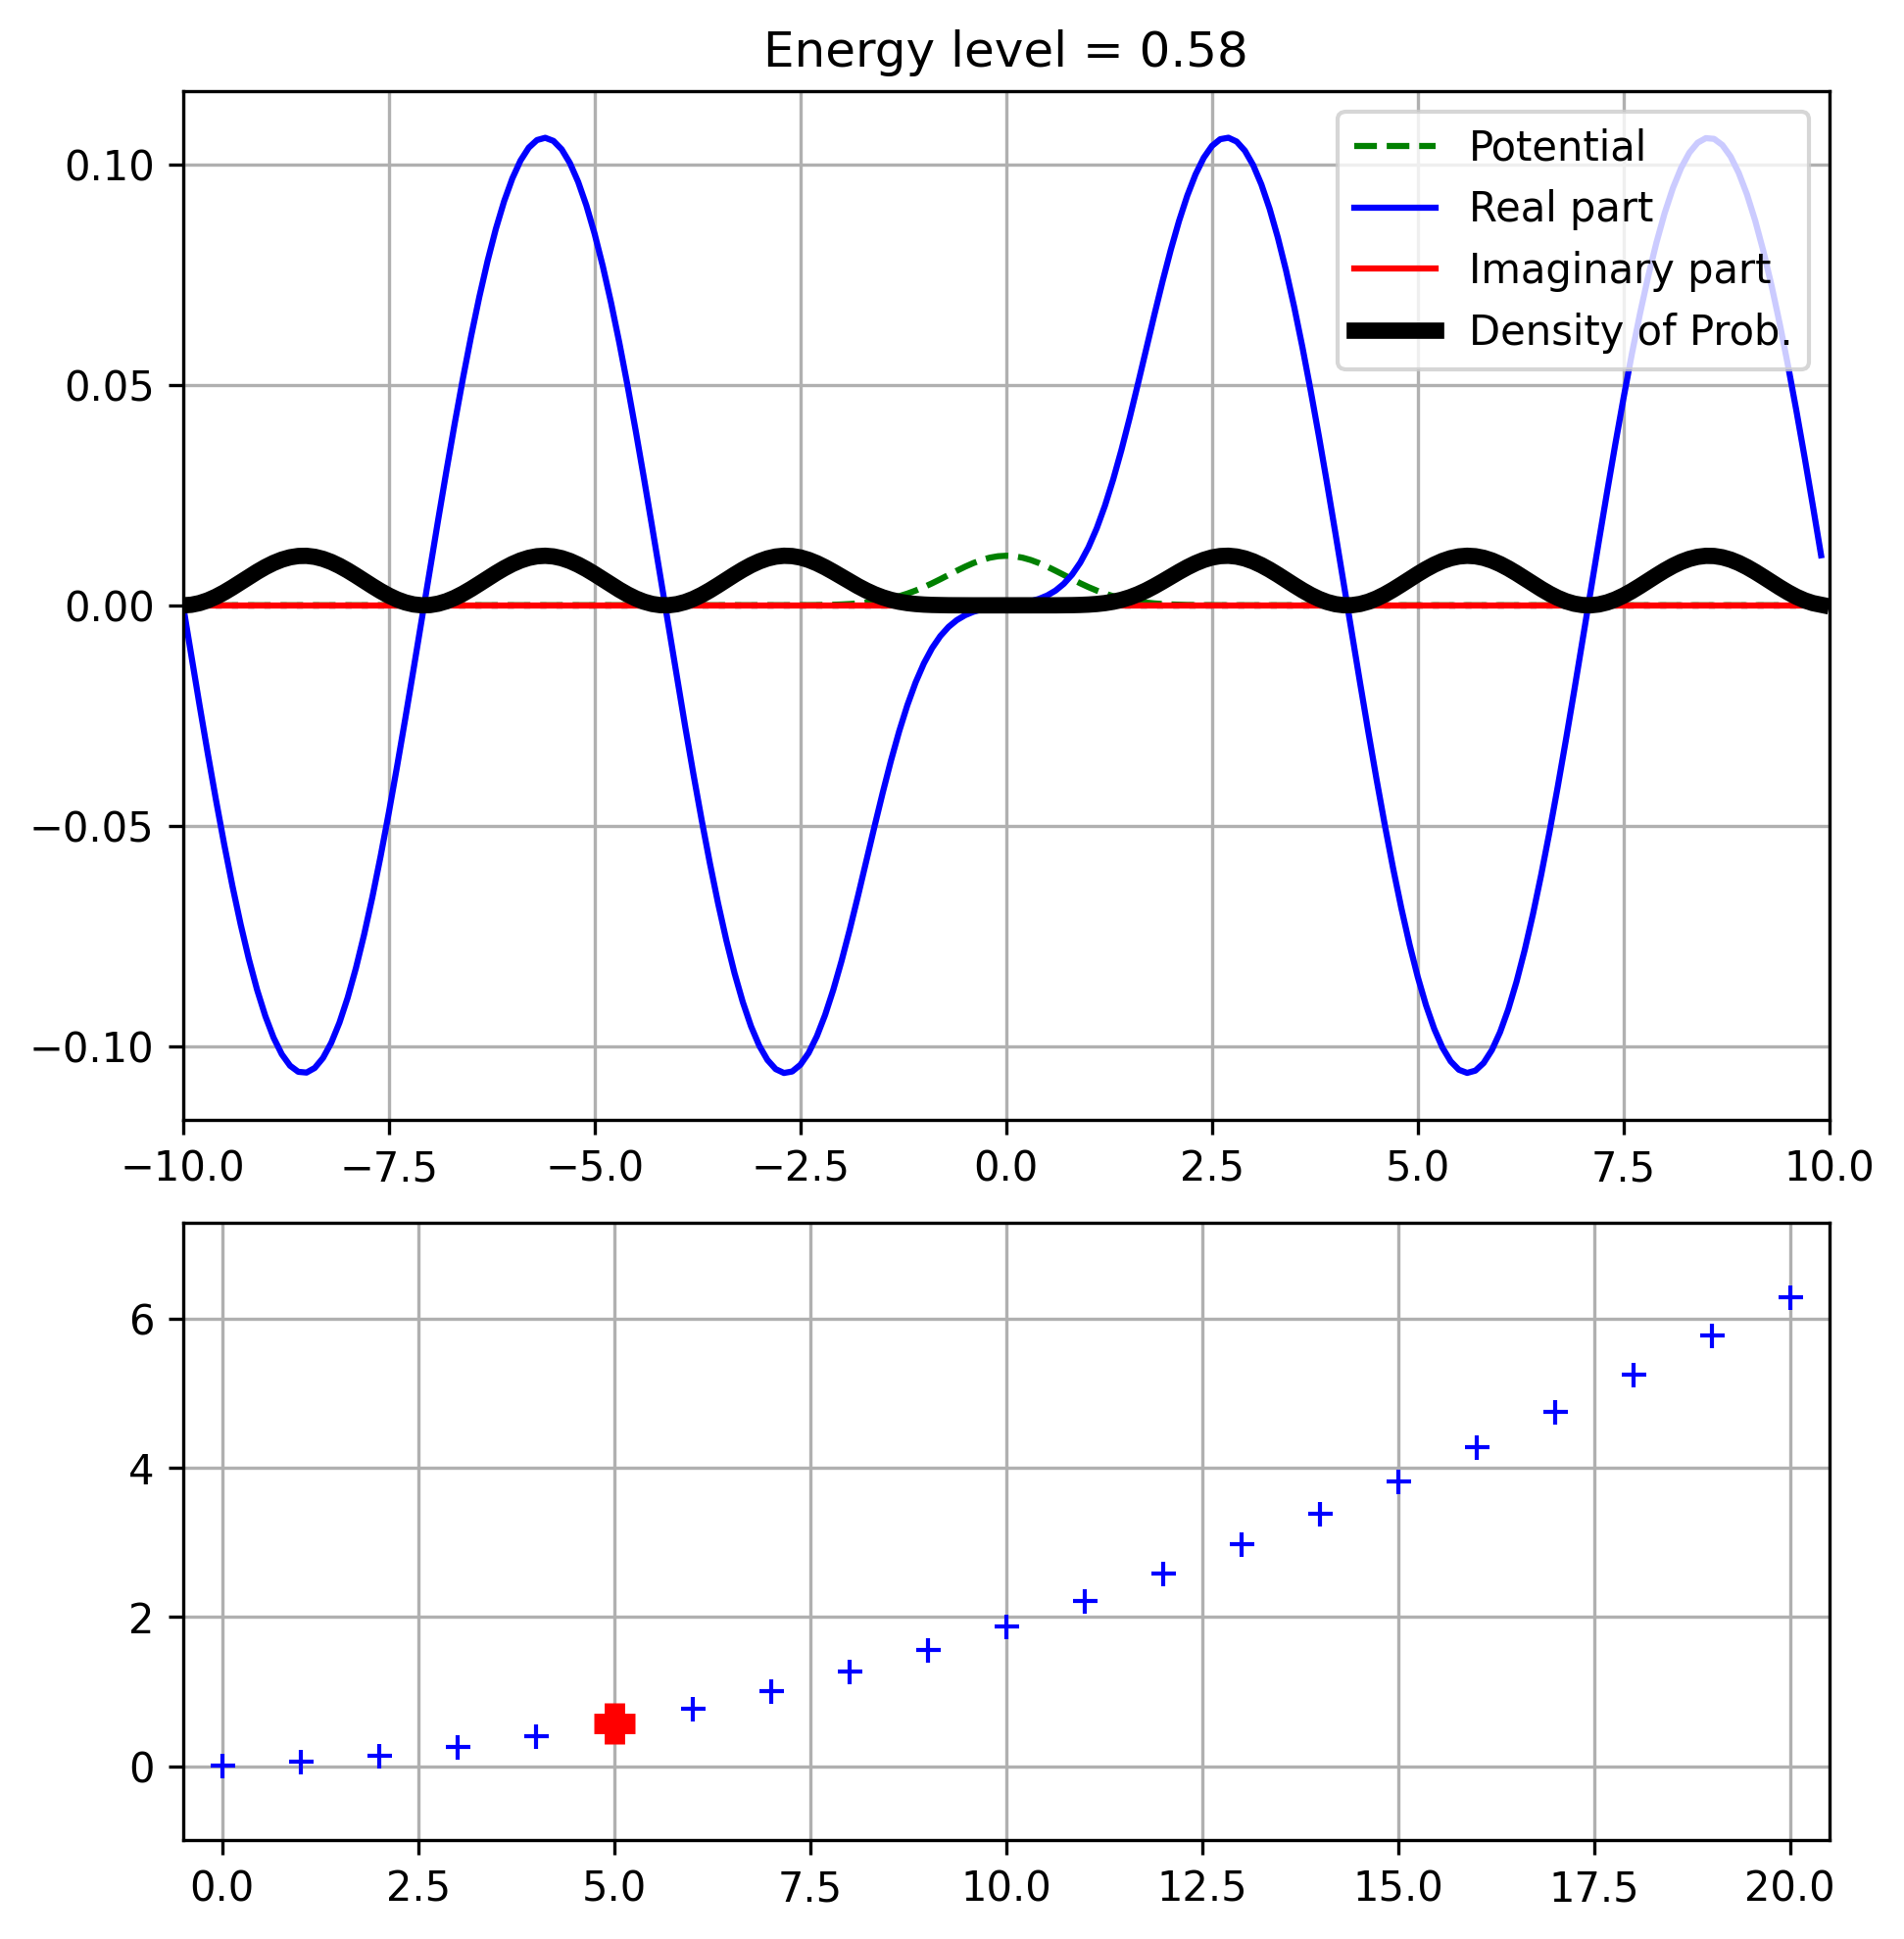 Energy level = 0.58
Potential
Real part
Imaginary part
Density of Prob.
0.10
0.05
0.00
−0.05
−0.10
−10.0 −7.5 −5.0 −2.5 0.0 2.5 5.0 7.5 10.0
6
4
2
0
0.0 2.5 5.0 7.5 10.0 12.5 15.0 17.5 20.0